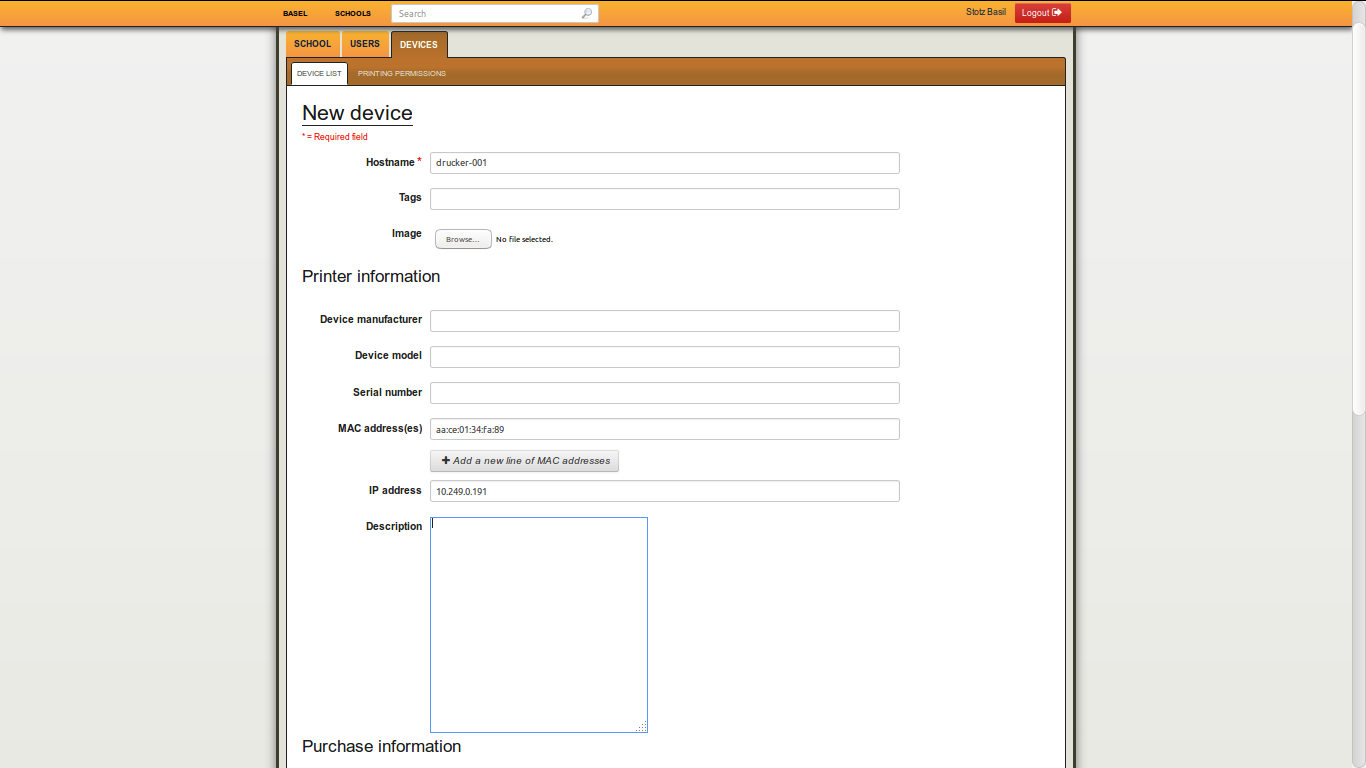 BASEL SCHOOLS Search Stotz Basil Logout
SCHOOL USERS DEVICES
DEVICE LIST PRINTING PERMISSIONS
New device
* = Required field
Hostname * drucker-001
Tags
Image Browse... No file selected.
Printer information
Device manufacturer
Device model
Serial number
MAC address(es) aa:ce:01:34:fa:89
+ Add a new line of MAC addresses
IP address 10.249.0.191
Description
Purchase information